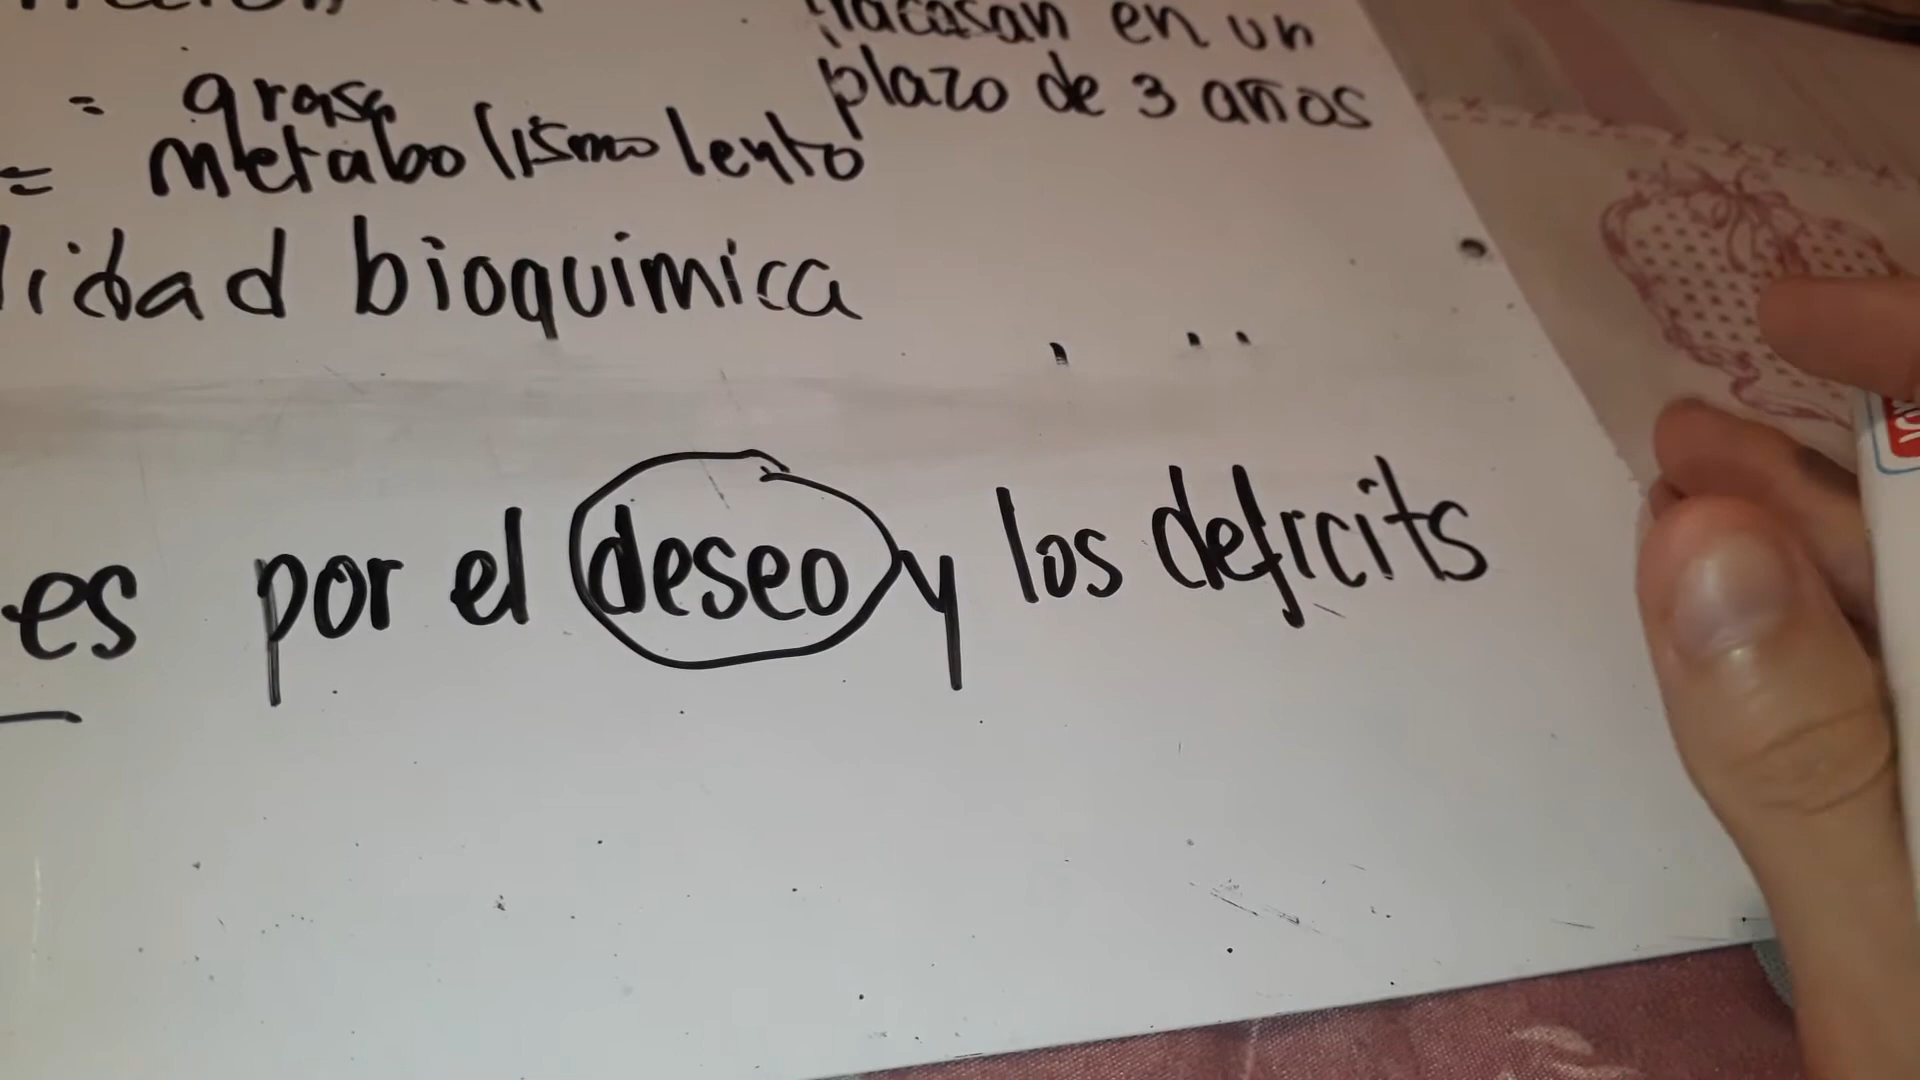 fracasan en un
plazo de 3 años
= grasa
= metabolismo lento
lidad bioquimica
es por el deseo y los deficits